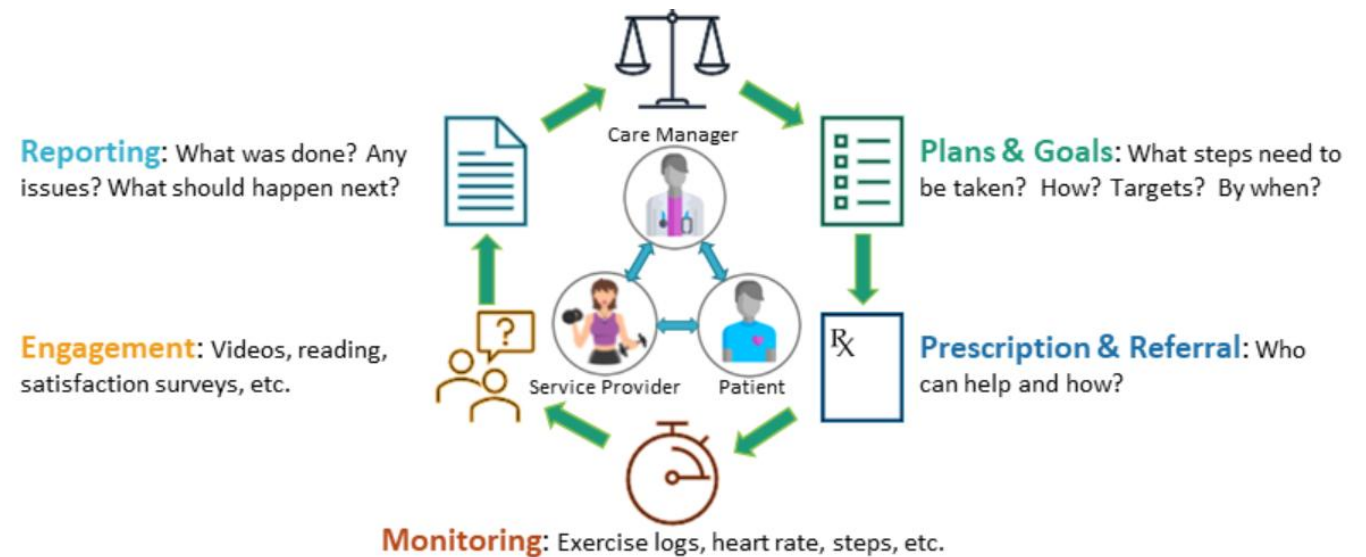 Care Manager
Reporting: What was done? Any
issues? What should happen next?
Plans & Goals: What steps need to
be taken? How? Targets? By when?
Engagement: Videos, reading,
satisfaction surveys, etc.
?
Service Provider
Patient
Rx
Prescription & Referral: Who
can help and how?
Monitoring: Exercise logs, heart rate, steps, etc.